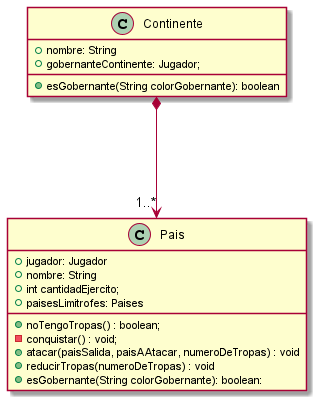 C Continente
nombre: String
gobernanteContinente: Jugador;
esGobernante(String colorGobernante): boolean
1..*
C Pais
jugador: Jugador
nombre: String
int cantidadEjercito;
paisesLimitrofes: Paises
noTengoTropas() : boolean;
conquistar() : void;
atacar(paisSalida, paisAAtacar, numeroDeTropas) : void
reducirTropas(numeroDeTropas) : void
esGobernante(String colorGobernante): boolean: